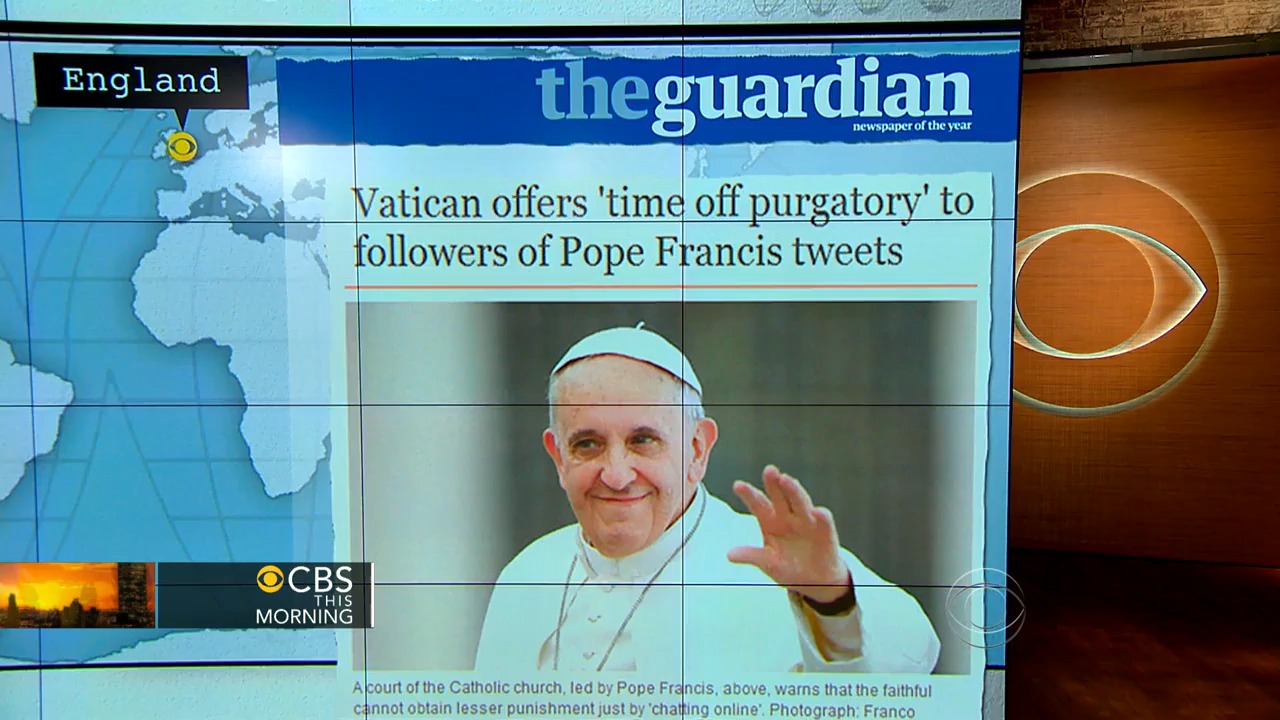 England
theguardian
newspaper of the year
Vatican offers 'time off purgatory' to
followers of Pope Francis tweets
A court of the Catholic church, led by Pope Francis, above, warns that the faithful
cannot obtain lesser punishment just by 'chatting online'. Photograph: Franco
CBS
THIS
MORNING